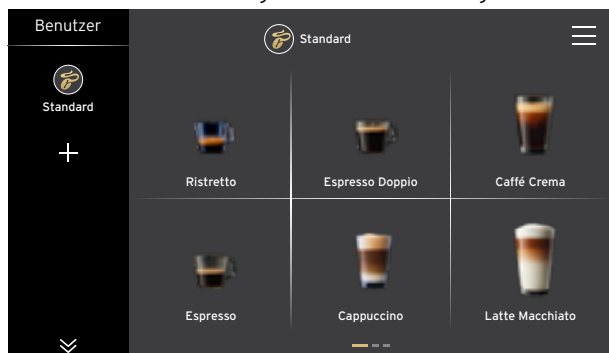 Benutzer
Standard
Standard
Ristretto
Espresso Doppio
Caffé Crema
Espresso
Cappuccino
Latte Macchiato